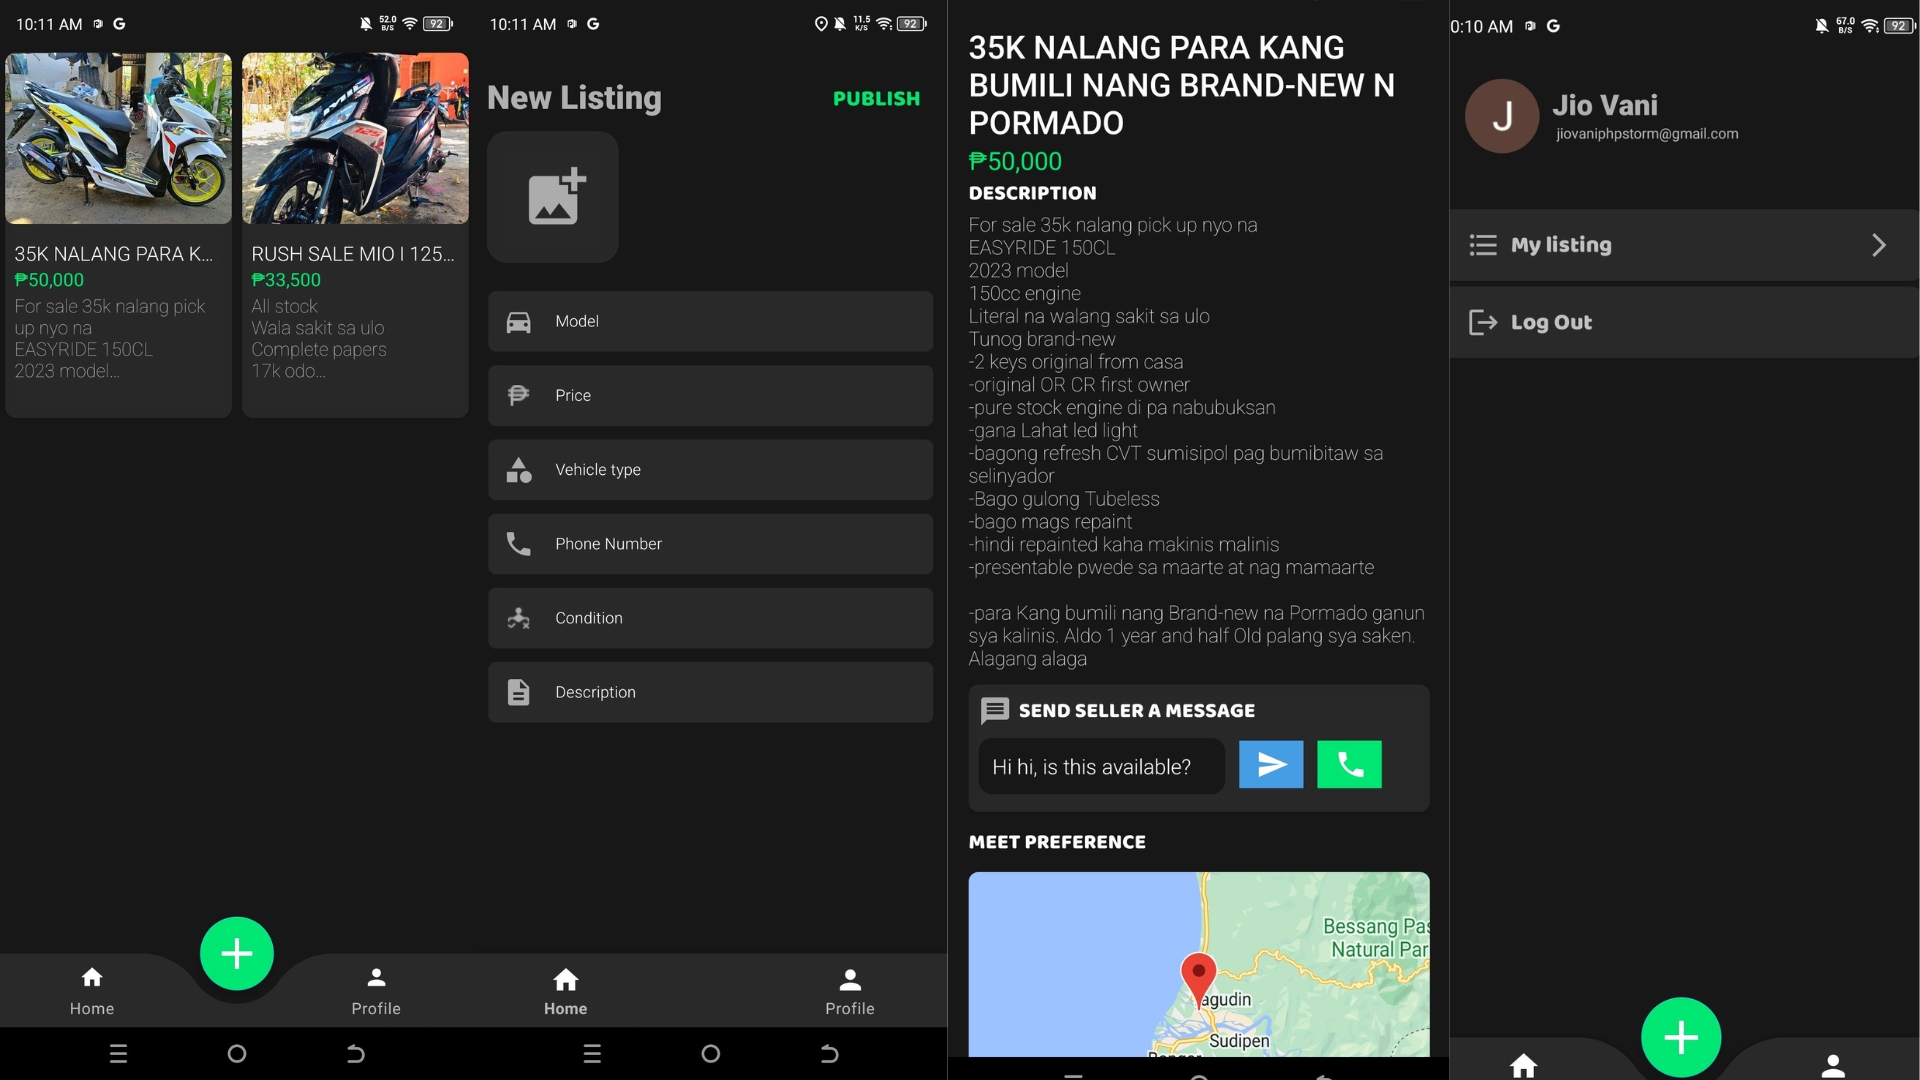 10:11 AM
52.0
B/S
92
35K NALANG PARA K...
₱50,000
For sale 35k nalang pick
up nyo na
EASYRIDE 150CL
2023 model...
125
RUSH SALE MIO I 125...
₱33,500
All stock
Wala sakit sa ulo
Complete papers
17k odo...
Home
Profile
10:11 AM
G
11.5
K/S
92
New Listing
PUBLISH
Model
Price
Vehicle type
Phone Number
Condition
Description
Home
Profile
35K NALANG PARA KANG
BUMILI NANG BRAND-NEW N
PORMADO
₱50,000
DESCRIPTION
For sale 35k nalang pick up nyo na
EASYRIDE 150CL
2023 model
150cc engine
Literal na walang sakit sa ulo
Tunog brand-new
-2 keys original from casa
-original OR CR first owner
-pure stock engine di pa nabubuksan
-gana Lahat led light
-bagong refresh CVT sumisipol pag bumibitaw sa
selinyador
-Bago gulong Tubeless
-bago mags repaint
-hindi repainted kaha makinis malinis
-presentable pwede sa maarte at nag mamaarte
-para Kang bumili nang Brand-new na Pormado ganun
sya kalinis. Aldo 1 year and half Old palang sya saken.
Alagang alaga
SEND SELLER A MESSAGE
Hi hi, is this available?
MEET PREFERENCE
Bessang Pas
Natural Par
agudin
Sudipen
0:10 AM
G
67.0
B/S
92
J
Jio Vani
jiovaniphpstorm@gmail.com
My listing
Log Out